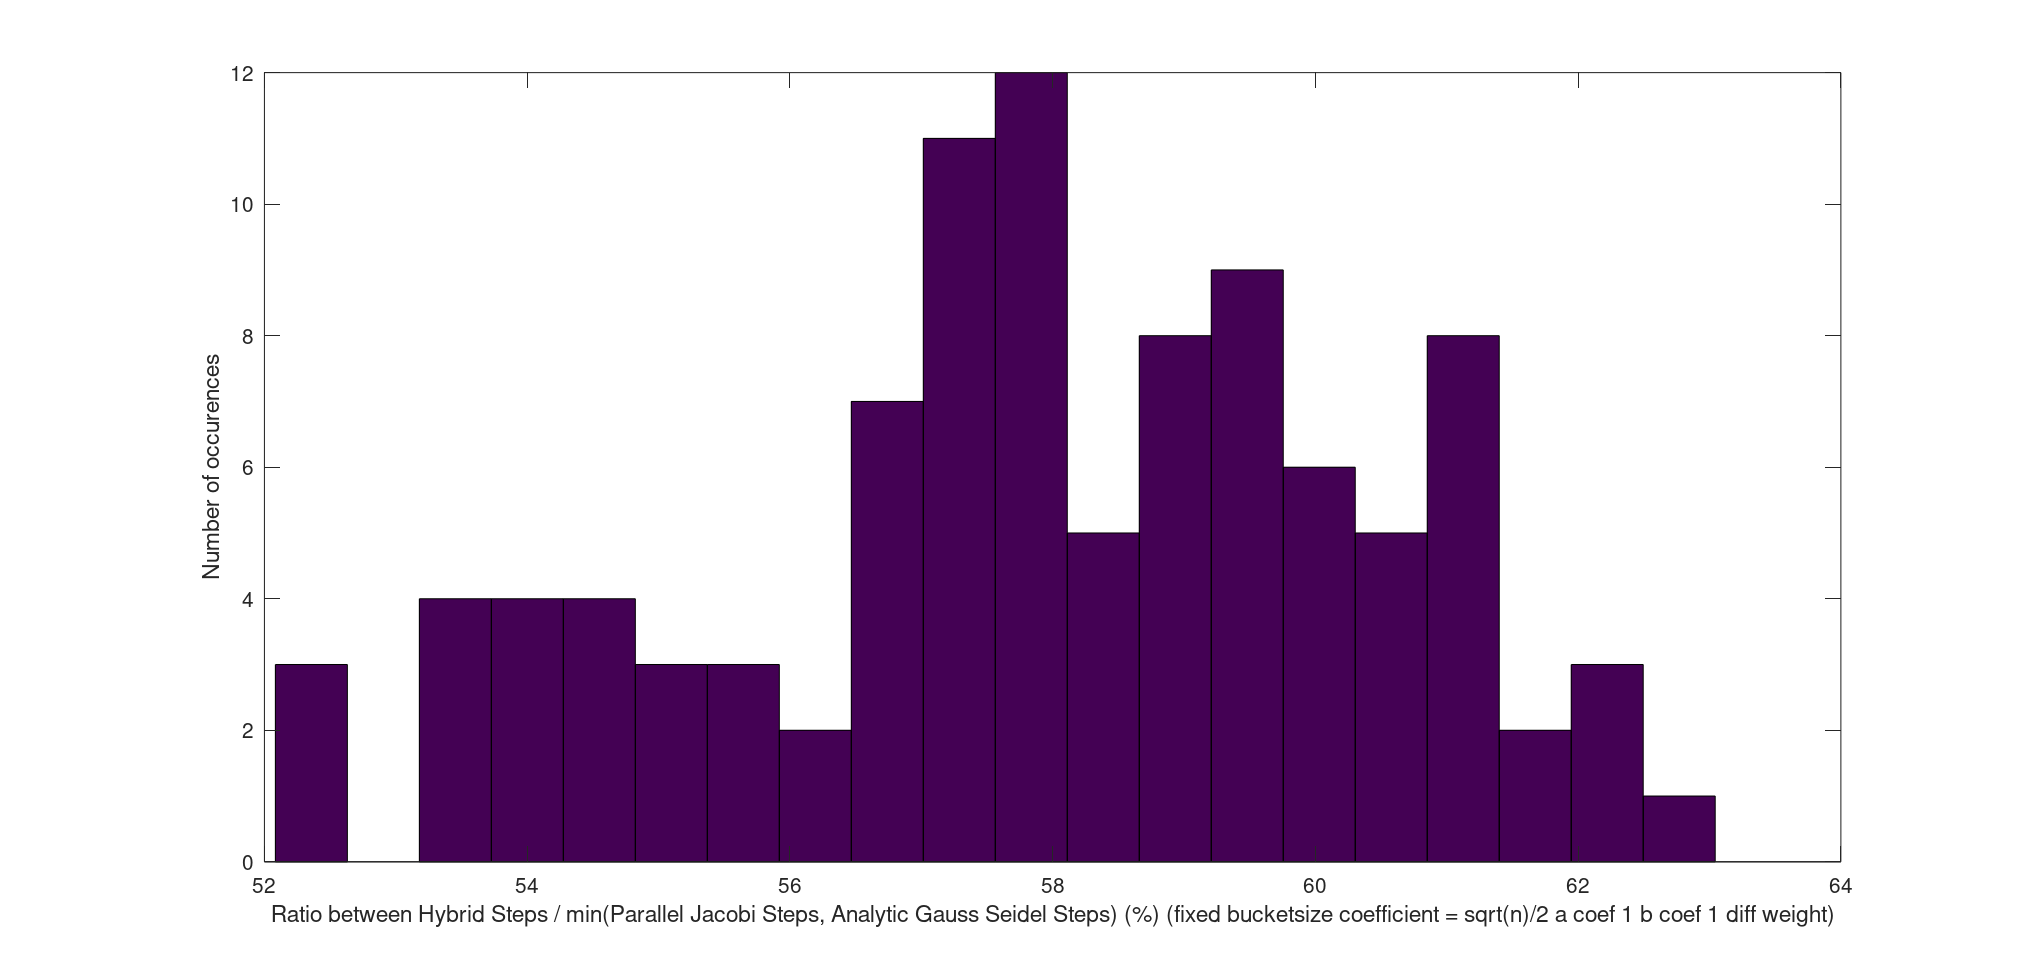 12
10
8
6
4
2
0
Number of occurences
52 54 56 58 60 62 64
Ratio between Hybrid Steps / min(Parallel Jacobi Steps, Analytic Gauss Seidel Steps) (%) (fixed bucketsize coefficient = sqrt(n)/2 a coef 1 b coef 1 diff weight)